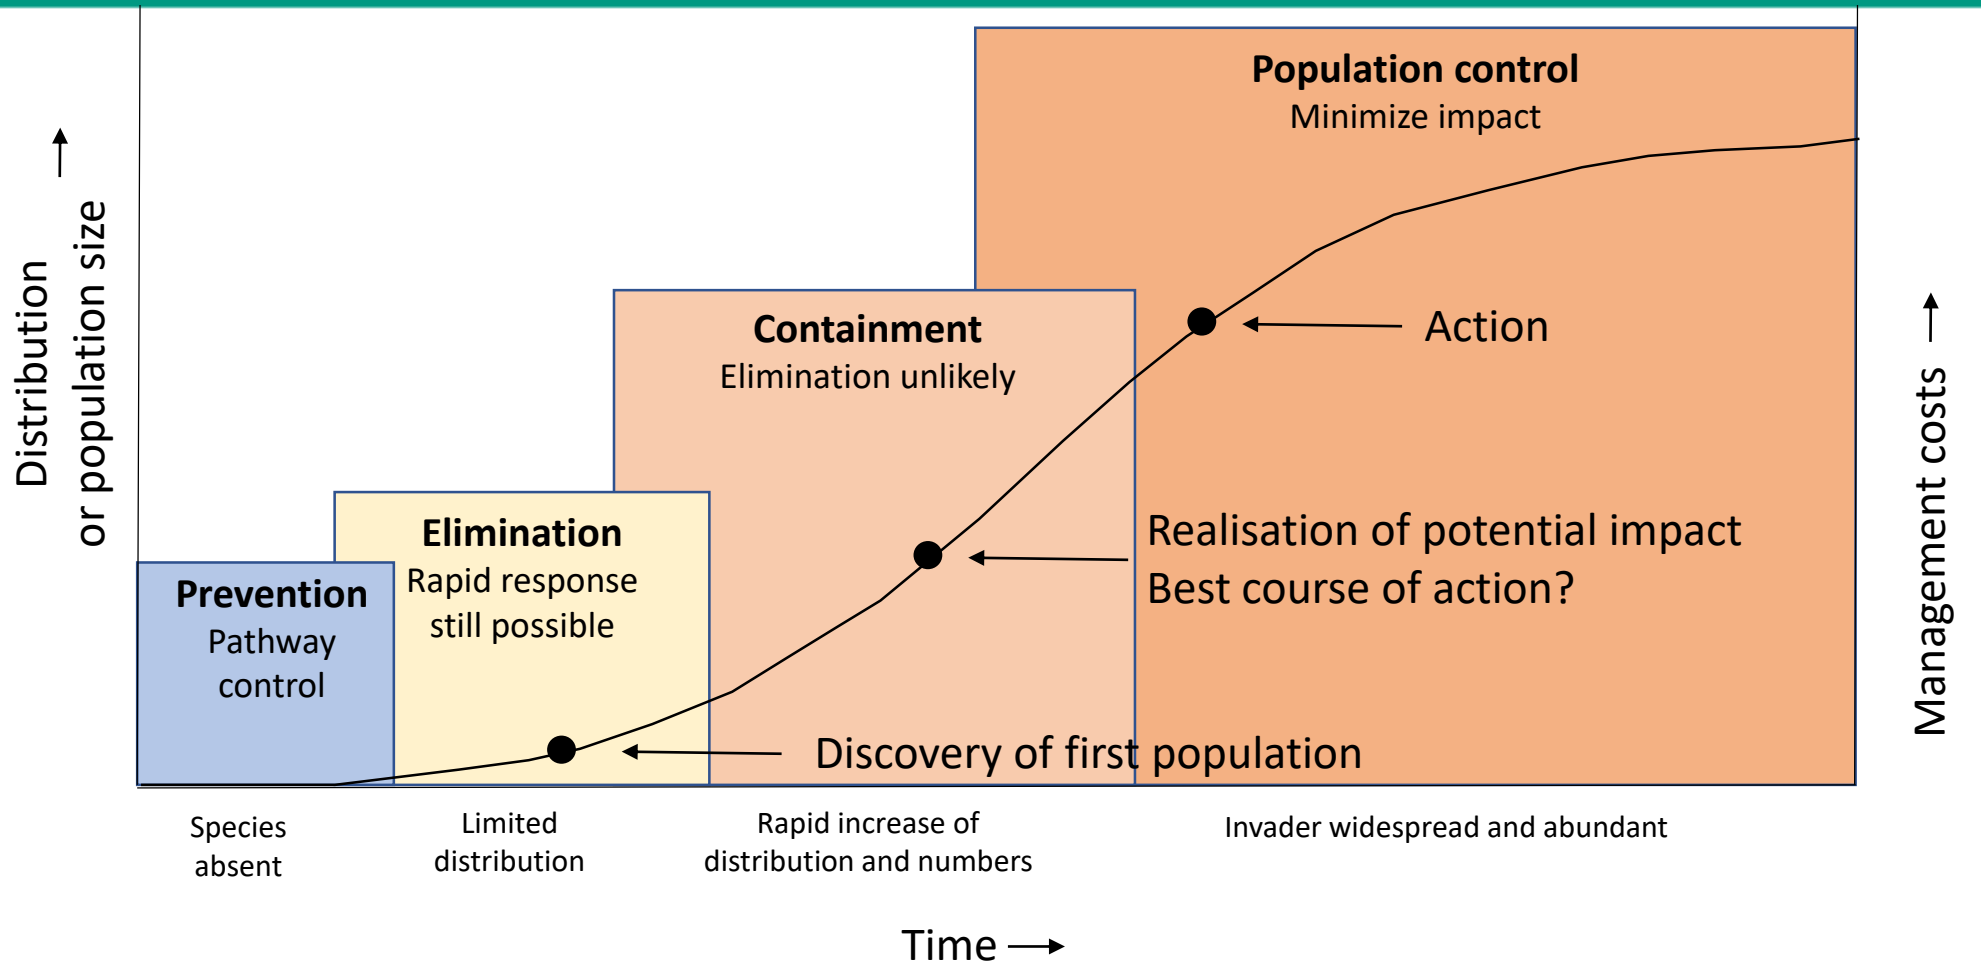 Distribution
or population size
Population control
Minimize impact
Containment
Elimination unlikely
Action
Elimination
Rapid response
still possible
Realisation of potential impact
Best course of action?
Prevention
Pathway
control
Discovery of first population
Management costs
Species
absent
Limited
distribution
Rapid increase of
distribution and numbers
Invader widespread and abundant
Time